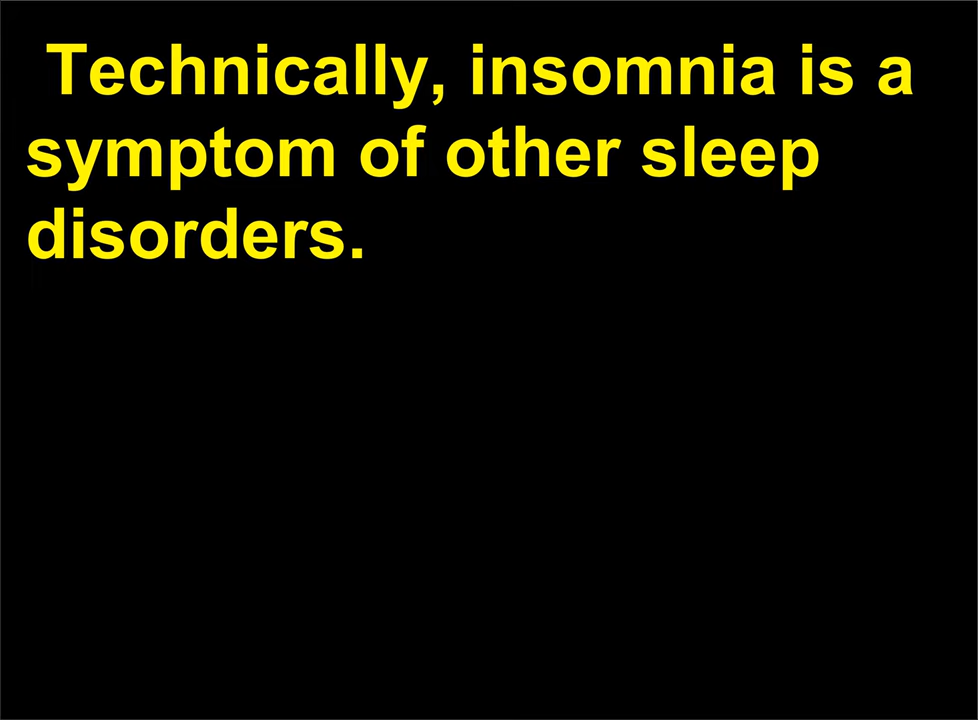 Technically, insomnia is a
symptom of other sleep
disorders.